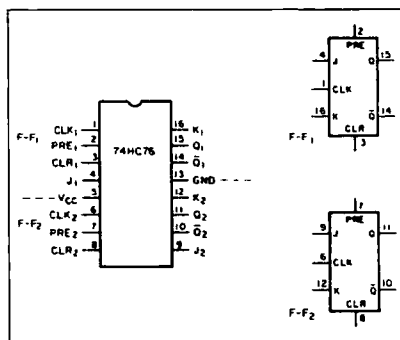 74HC76
F-F₁
CLK₁ 1
PRE₁ 2
CLR₁ 3
J₁ 4
VCC 5
F-F₂
CLK₂ 6
PRE₂ 7
CLR₂ 8
16 K₁
15 Q₁
14 Q̅₁
13 GND
12 K₂
11 Q₂
10 Q̅₂
9 J₂
2
PRE
4 J Q 15
1 CLK
16 K Q̅ 14
CLR
F-F₁
3
7
PRE
9 J Q 11
6 CLK
12 K Q̅ 10
CLR
F-F₂
8